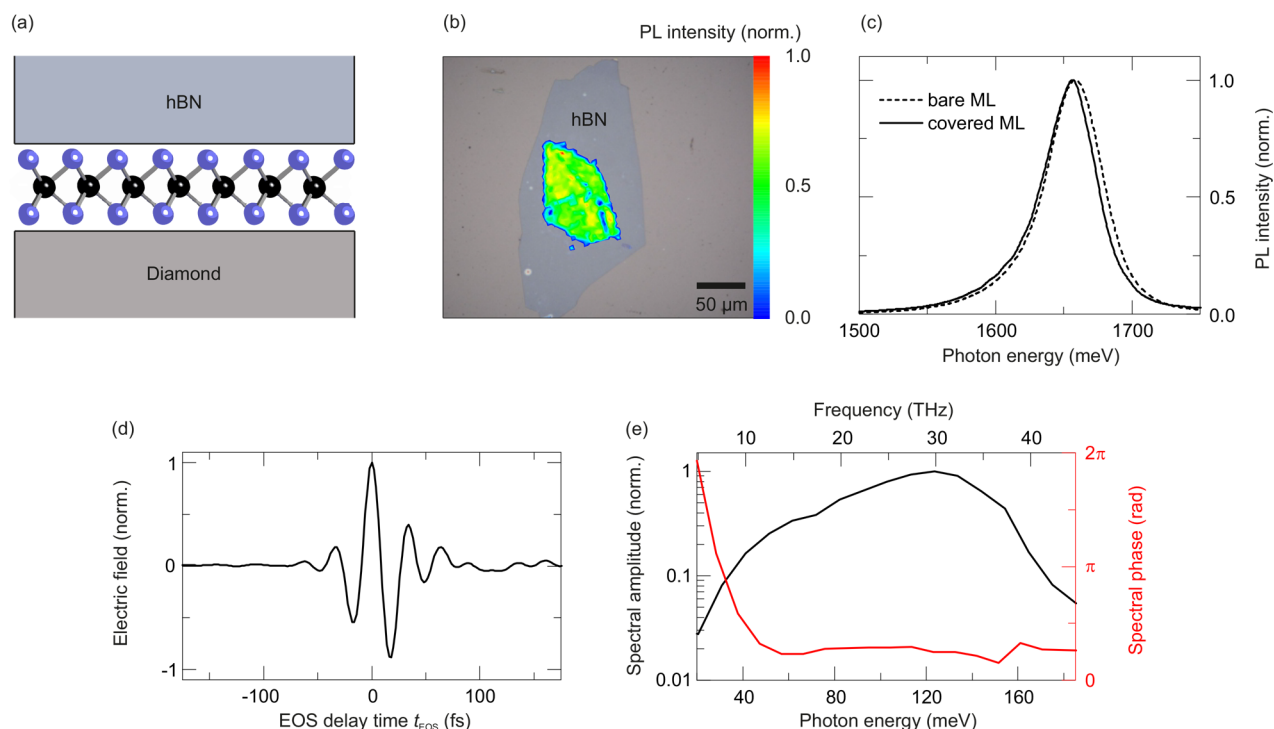 (a)
hBN
Diamond
(b)
PL intensity (norm.)
hBN
50 µm
1.0
0.5
0.0
(c)
bare ML
covered ML
1.0
0.5
0.0
PL intensity (norm.)
1500
1600
1700
Photon energy (meV)
(d)
Electric field (norm.)
1
0
-1
-100
0
100
EOS delay time tEOS (fs)
(e)
Frequency (THz)
10
20
30
40
Spectral amplitude (norm.)
1
0.1
0.01
2π
π
0
Spectral phase (rad)
40
80
120
160
Photon energy (meV)